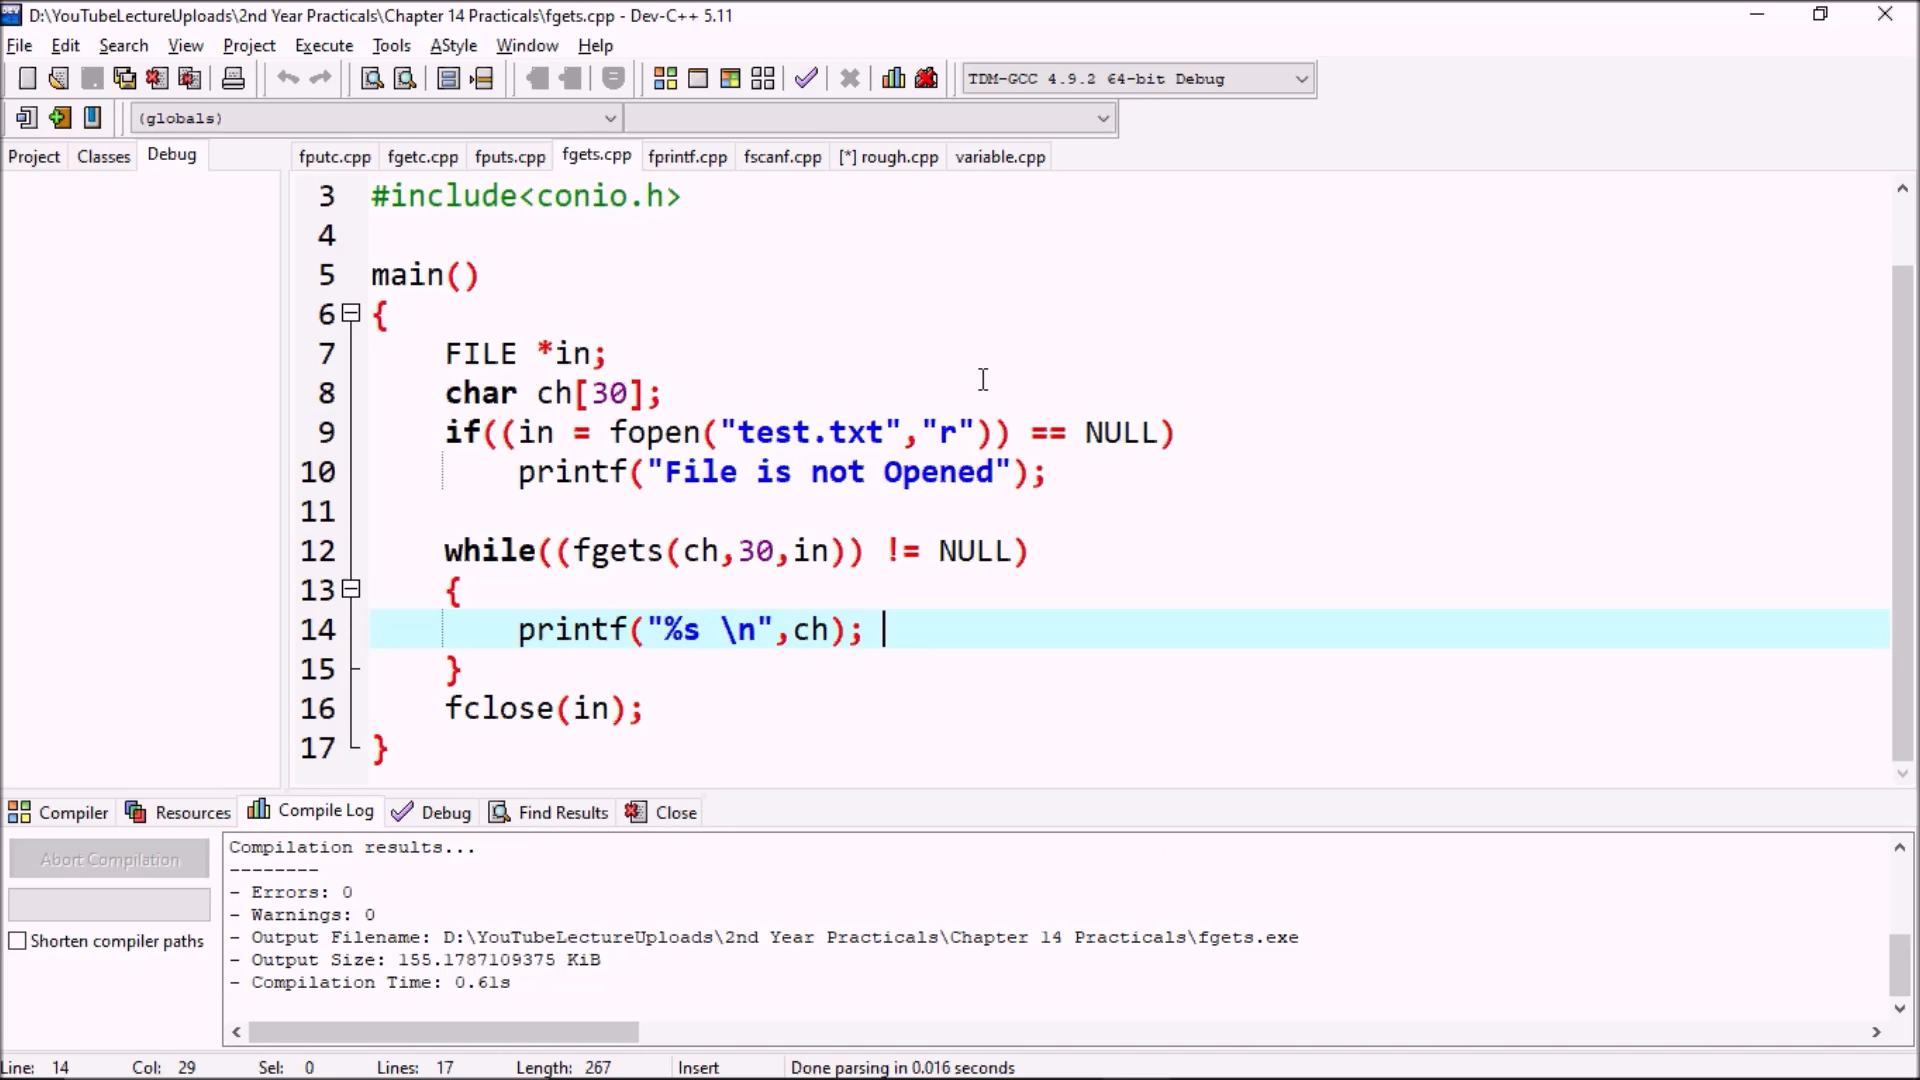 D:\YouTubeLectureUploads\2nd Year Practicals\Chapter 14 Practicals\fgets.cpp - Dev-C++ 5.11
File Edit Search View Project Execute Tools AStyle Window Help
TDM-GCC 4.9.2 64-bit Debug
(globals)
Project Classes Debug fputc.cpp fgetc.cpp fputs.cpp fgets.cpp fprintf.cpp fscanf.cpp [*] rough.cpp variable.cpp
3 #include<conio.h>
4
5 main()
6 {
7 FILE *in;
8 char ch[30];
9 if((in = fopen("test.txt","r")) == NULL)
10 printf("File is not Opened");
11
12 while((fgets(ch,30,in)) != NULL)
13 {
14 printf("%s \n",ch);
15 }
16 fclose(in);
17 }
Compiler Resources Compile Log Debug Find Results Close
Abort Compilation
Shorten compiler paths
Compilation results...
--------
- Errors: 0
- Warnings: 0
- Output Filename: D:\YouTubeLectureUploads\2nd Year Practicals\Chapter 14 Practicals\fgets.exe
- Output Size: 155.1787109375 KiB
- Compilation Time: 0.61s
Line: 14 Col: 29 Sel: 0 Lines: 17 Length: 267 Insert Done parsing in 0.016 seconds